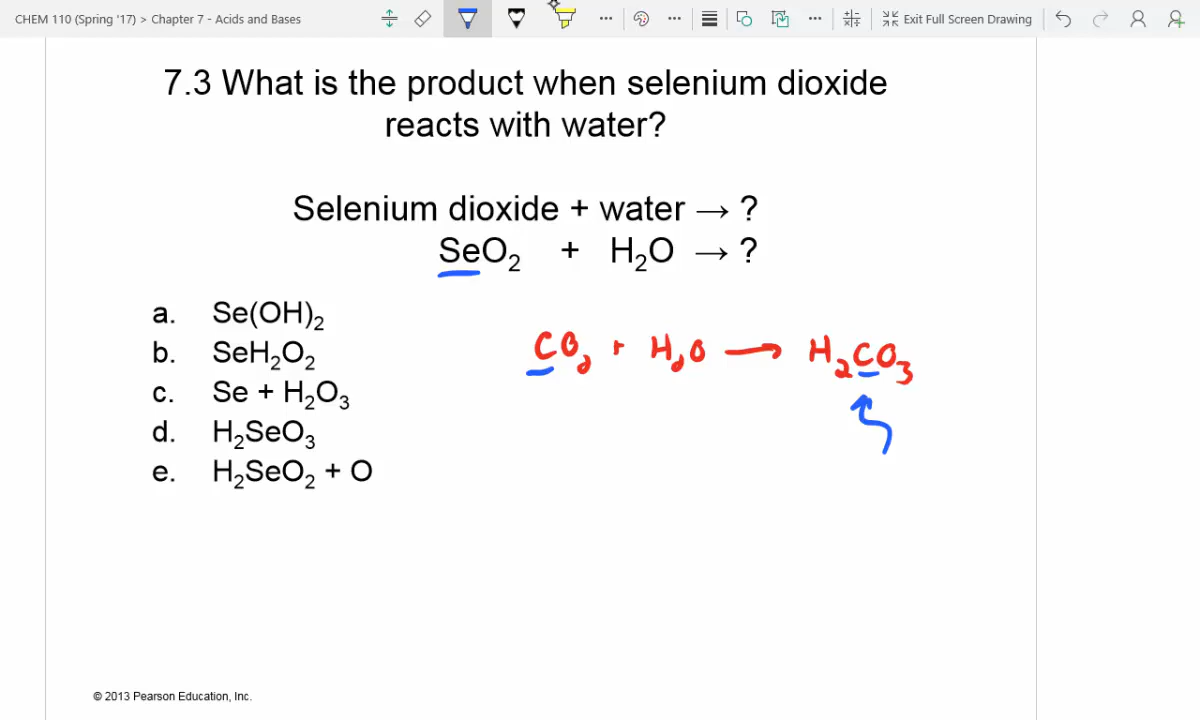 CHEM 110 (Spring '17) > Chapter 7 - Acids and Bases
Exit Full Screen Drawing
7.3 What is the product when selenium dioxide
reacts with water?
Selenium dioxide + water → ?
SeO₂ + H₂O → ?
a. Se(OH)₂
b. SeH₂O₂
c. Se + H₂O₃
d. H₂SeO₃
e. H₂SeO₂ + O
CO₂ + H₂O → H₂CO₃
© 2013 Pearson Education, Inc.